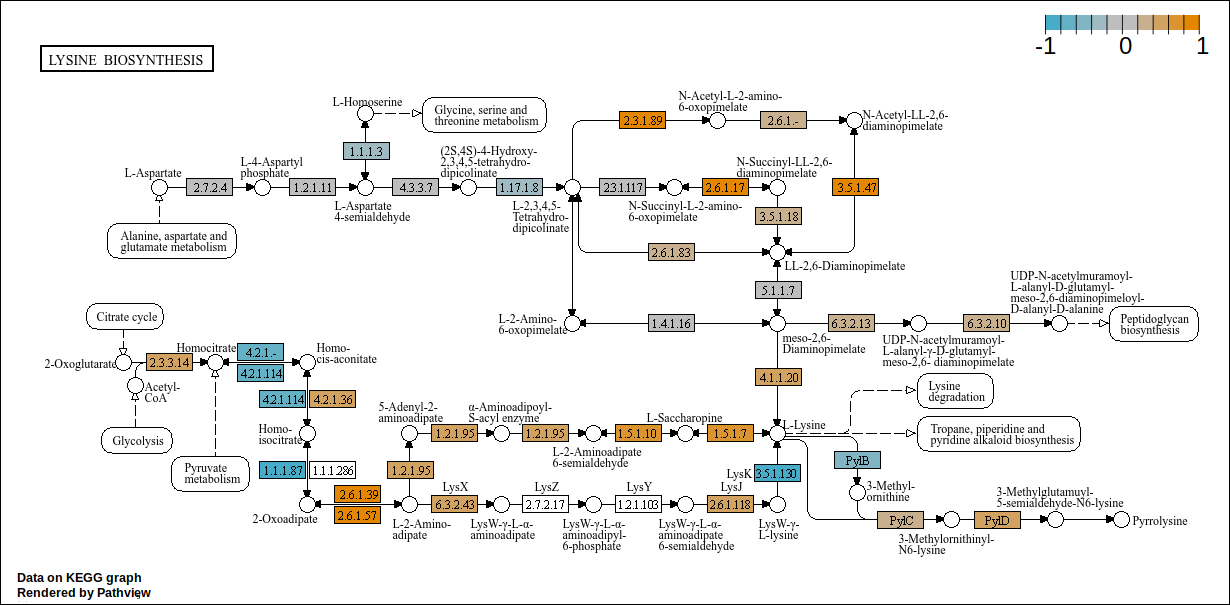 -1
0
1
LYSINE BIOSYNTHESIS
L-Homoserine
Glycine, serine and
threonine metabolism
N-Acetyl-L-2-amino-
6-oxopimelate
2.3.1.89
2.6.1.-
N-Acetyl-LL-2,6-
diaminopimelate
1.1.1.3
L-Aspartate
L-4-Aspartyl
phosphate
(2S,4S)-4-Hydroxy-
2,3,4,5-tetrahydro-
dipicolinate
N-Succinyl-LL-2,6-
diaminopimelate
2.7.2.4
1.2.1.11
4.3.3.7
1.17.1.8
2.3.1.117
2.6.1.17
3.5.1.47
L-Aspartate
4-semialdehyde
L-2,3,4,5-
Tetrahydro-
dipicolinate
N-Succinyl-L-2-amino-
6-oxopimelate
3.5.1.18
Alanine, aspartate and
glutamate metabolism
2.6.1.83
LL-2,6-Diaminopimelate
5.1.1.7
UDP-N-acetylmuramoyl-
L-alanyl-D-glutamyl-
meso-2,6-diaminopimeloyl-
D-alanyl-D-alanine
Citrate cycle
L-2-Amino-
6-oxopimelate
1.4.1.16
6.3.2.13
6.3.2.10
Peptidoglycan
biosynthesis
meso-2,6-
Diaminopimelate
UDP-N-acetylmuramoyl-
L-alanyl-γ-D-glutamyl-
meso-2,6- diaminopimelate
2-Oxoglutarate
2.3.3.14
Homocitrate
4.2.1.-
4.2.1.114
Homo-
cis-aconitate
Acetyl-
CoA
4.1.1.20
Lysine
degradation
4.2.1.114
4.2.1.36
5-Adenyl-2-
aminoadipate
α-Aminoadipoyl-
S-acyl enzyme
L-Saccharopine
L-Lysine
Glycolysis
Homo-
isocitrate
1.2.1.95
1.2.1.95
1.5.1.10
1.5.1.7
Tropane, piperidine and
pyridine alkaloid biosynthesis
L-2-Aminoadipate
6-semialdehyde
PylB
Pyruvate
metabolism
1.1.1.87
1.1.1.286
1.2.1.95
LysK
3.5.1.130
2.6.1.39
2.6.1.57
LysX
6.3.2.43
LysZ
2.7.2.17
LysY
1.2.1.103
LysJ
2.6.1.118
3-Methyl-
ornithine
2-Oxoadipate
L-2-Amino-
adipate
LysW-γ-L-α-
aminoadipate
LysW-γ-L-α-
aminoadipyl-
6-phosphate
LysW-γ-L-α-
aminoadipate
6-semialdehyde
LysW-γ-
L-lysine
PylC
PylD
3-Methylglutamuyl-
5-semialdehyde-N6-lysine
Pyrrolysine
3-Methylornithinyl-
N6-lysine
Data on KEGG graph
Rendered by Pathview